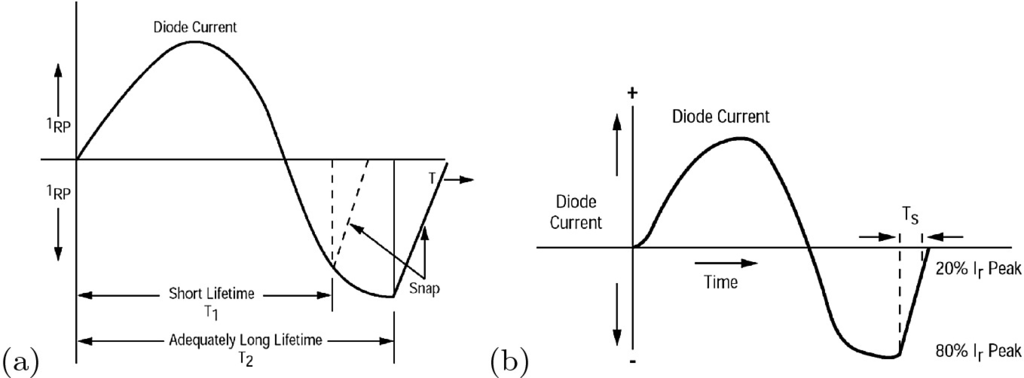 Diode Current
1RP
1RP
T
Snap
Short Lifetime
T1
Adequately Long Lifetime
T2
(a)
+
Diode Current
Diode
Current
TS
Time
20% Ir Peak
80% Ir Peak
-
(b)